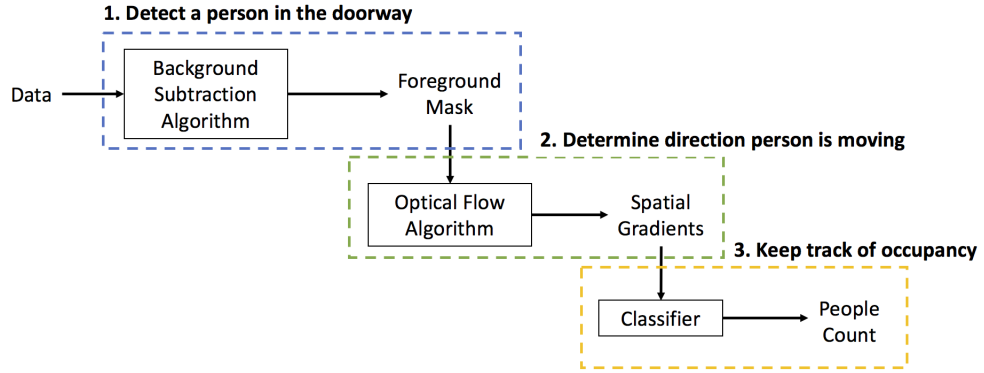 1. Detect a person in the doorway
Data
Background
Subtraction
Algorithm
Foreground
Mask
2. Determine direction person is moving
Optical Flow
Algorithm
Spatial
Gradients
3. Keep track of occupancy
Classifier
People
Count